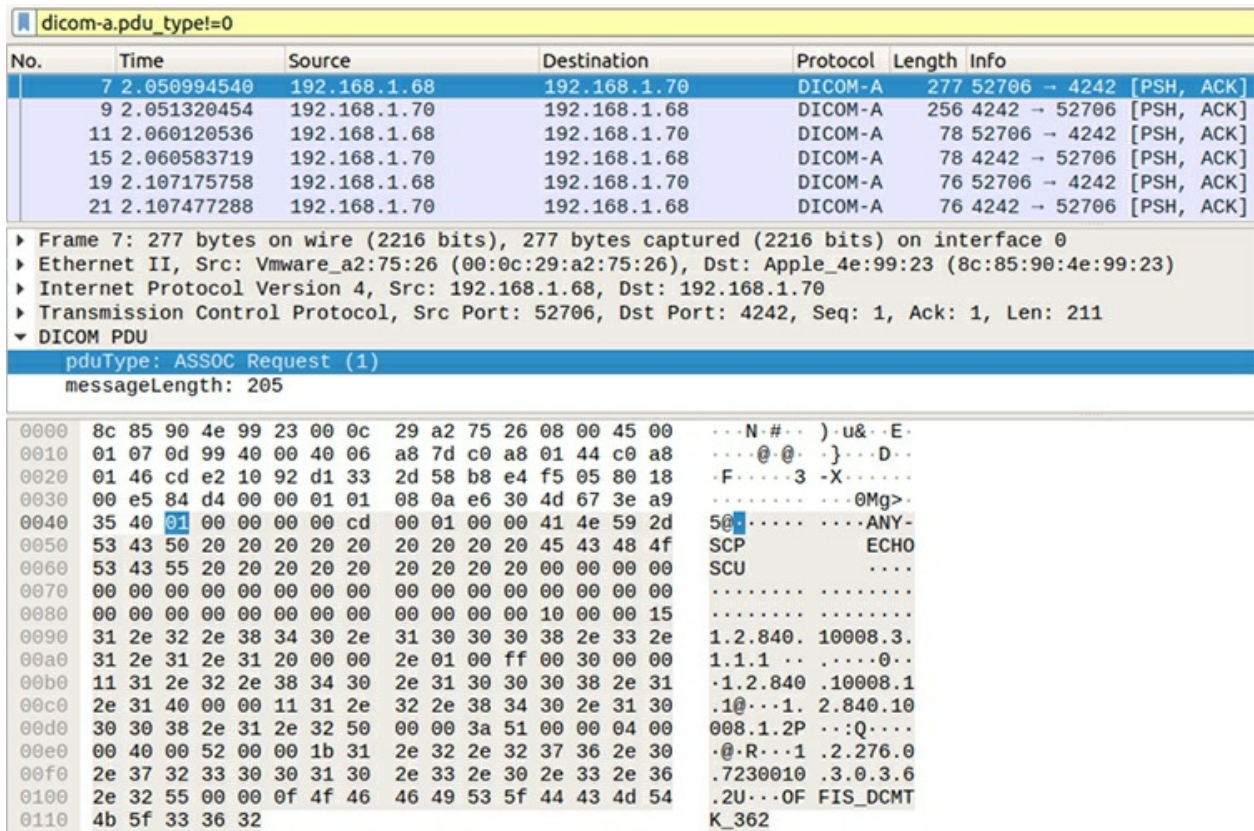 dicom-a.pdu_type!=0
No. Time Source Destination Protocol Length Info
7 2.050994540 192.168.1.68 192.168.1.70 DICOM-A 277 52706 → 4242 [PSH, ACK]
9 2.051320454 192.168.1.70 192.168.1.68 DICOM-A 256 4242 → 52706 [PSH, ACK]
11 2.060120536 192.168.1.68 192.168.1.70 DICOM-A 78 52706 → 4242 [PSH, ACK]
15 2.060583719 192.168.1.70 192.168.1.68 DICOM-A 78 4242 → 52706 [PSH, ACK]
19 2.107175758 192.168.1.68 192.168.1.70 DICOM-A 76 52706 → 4242 [PSH, ACK]
21 2.107477288 192.168.1.70 192.168.1.68 DICOM-A 76 4242 → 52706 [PSH, ACK]
Frame 7: 277 bytes on wire (2216 bits), 277 bytes captured (2216 bits) on interface 0
Ethernet II, Src: Vmware_a2:75:26 (00:0c:29:a2:75:26), Dst: Apple_4e:99:23 (8c:85:90:4e:99:23)
Internet Protocol Version 4, Src: 192.168.1.68, Dst: 192.168.1.70
Transmission Control Protocol, Src Port: 52706, Dst Port: 4242, Seq: 1, Ack: 1, Len: 211
DICOM PDU
pduType: ASSOC Request (1)
messageLength: 205
0000 8c 85 90 4e 99 23 00 0c 29 a2 75 26 08 00 45 00 ···N·#·· )·u&··E·
0010 01 07 0d 99 40 00 40 06 a8 7d c0 a8 01 44 c0 a8 ····@·@· ·}···D··
0020 01 46 cd e2 10 92 d1 33 2d 58 b8 e4 f5 05 80 18 ·F·····3 -X······
0030 00 e5 84 d4 00 00 01 01 08 0a e6 30 4d 67 3e a9 ········ ···0Mg>·
0040 35 40 01 00 00 00 00 cd 00 01 00 00 41 4e 59 2d 5@······ ····ANY-
0050 53 43 50 20 20 20 20 20 20 20 20 20 45 43 48 4f SCP ECHO
0060 53 43 55 20 20 20 20 20 20 20 20 20 00 00 00 00 SCU ····
0070 00 00 00 00 00 00 00 00 00 00 00 00 00 00 00 00 ········ ········
0080 00 00 00 00 00 00 00 00 00 00 00 00 10 00 00 15 ········ ········
0090 31 2e 32 2e 38 34 30 2e 31 30 30 30 38 2e 33 2e 1.2.840. 10008.3.
00a0 31 2e 31 2e 31 20 00 00 2e 01 00 ff 00 30 00 00 1.1.1 ·· .····0··
00b0 11 31 2e 32 2e 38 34 30 2e 31 30 30 30 38 2e 31 ·1.2.840 .10008.1
00c0 2e 31 40 00 00 11 31 2e 32 2e 38 34 30 2e 31 30 .1@···1. 2.840.10
00d0 30 30 38 2e 31 2e 32 50 00 00 3a 51 00 00 04 00 008.1.2P ··:Q····
00e0 00 40 00 52 00 00 1b 31 2e 32 2e 32 37 36 2e 30 ·@·R···1 .2.276.0
00f0 2e 37 32 33 30 30 31 30 2e 33 2e 30 2e 33 2e 36 .7230010 .3.0.3.6
0100 2e 32 55 00 00 0f 4f 46 46 49 53 5f 44 43 4d 54 .2U···OF FIS_DCMT
0110 4b 5f 33 36 32 K_362